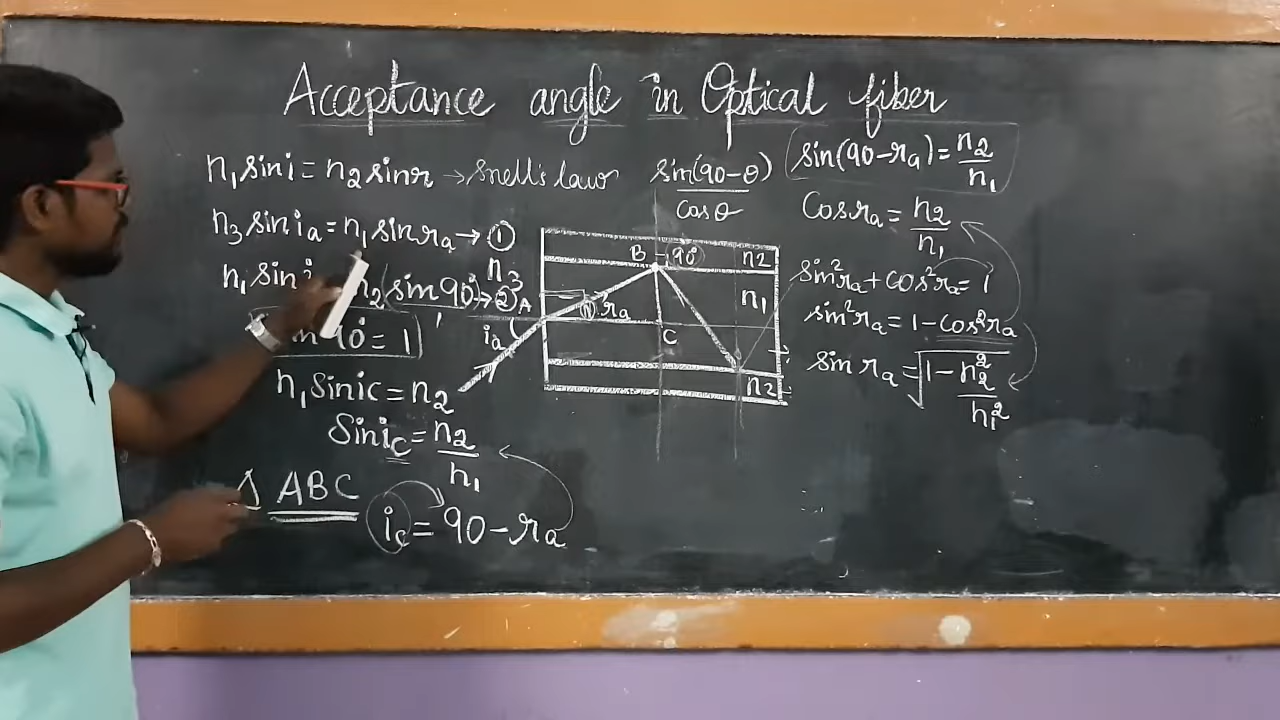 Acceptance angle in Optical fiber
n₁ sin i = n₂ sin r → Snell's law
n₃ sin iₐ = n₁ sin rₐ → ①
n₁ sin i n₂ (sin 90°) → ②
1
n 90° = 1
n₁ sin ic = n₂
Sin i_c = n₂/n₁
Δ ABC
i_c = 90 - rₐ
sin(90-θ)
cos θ
n₃
A
iₐ
rₐ
B
90°
C
n₂
n₁
n₂
sin(90-rₐ) = n₂/n₁
Cos rₐ = n₂/n₁
sin²rₐ + cos²rₐ = 1
sin²rₐ = 1 - cos²rₐ
sin rₐ = √(1 - n₂²/n₁²)